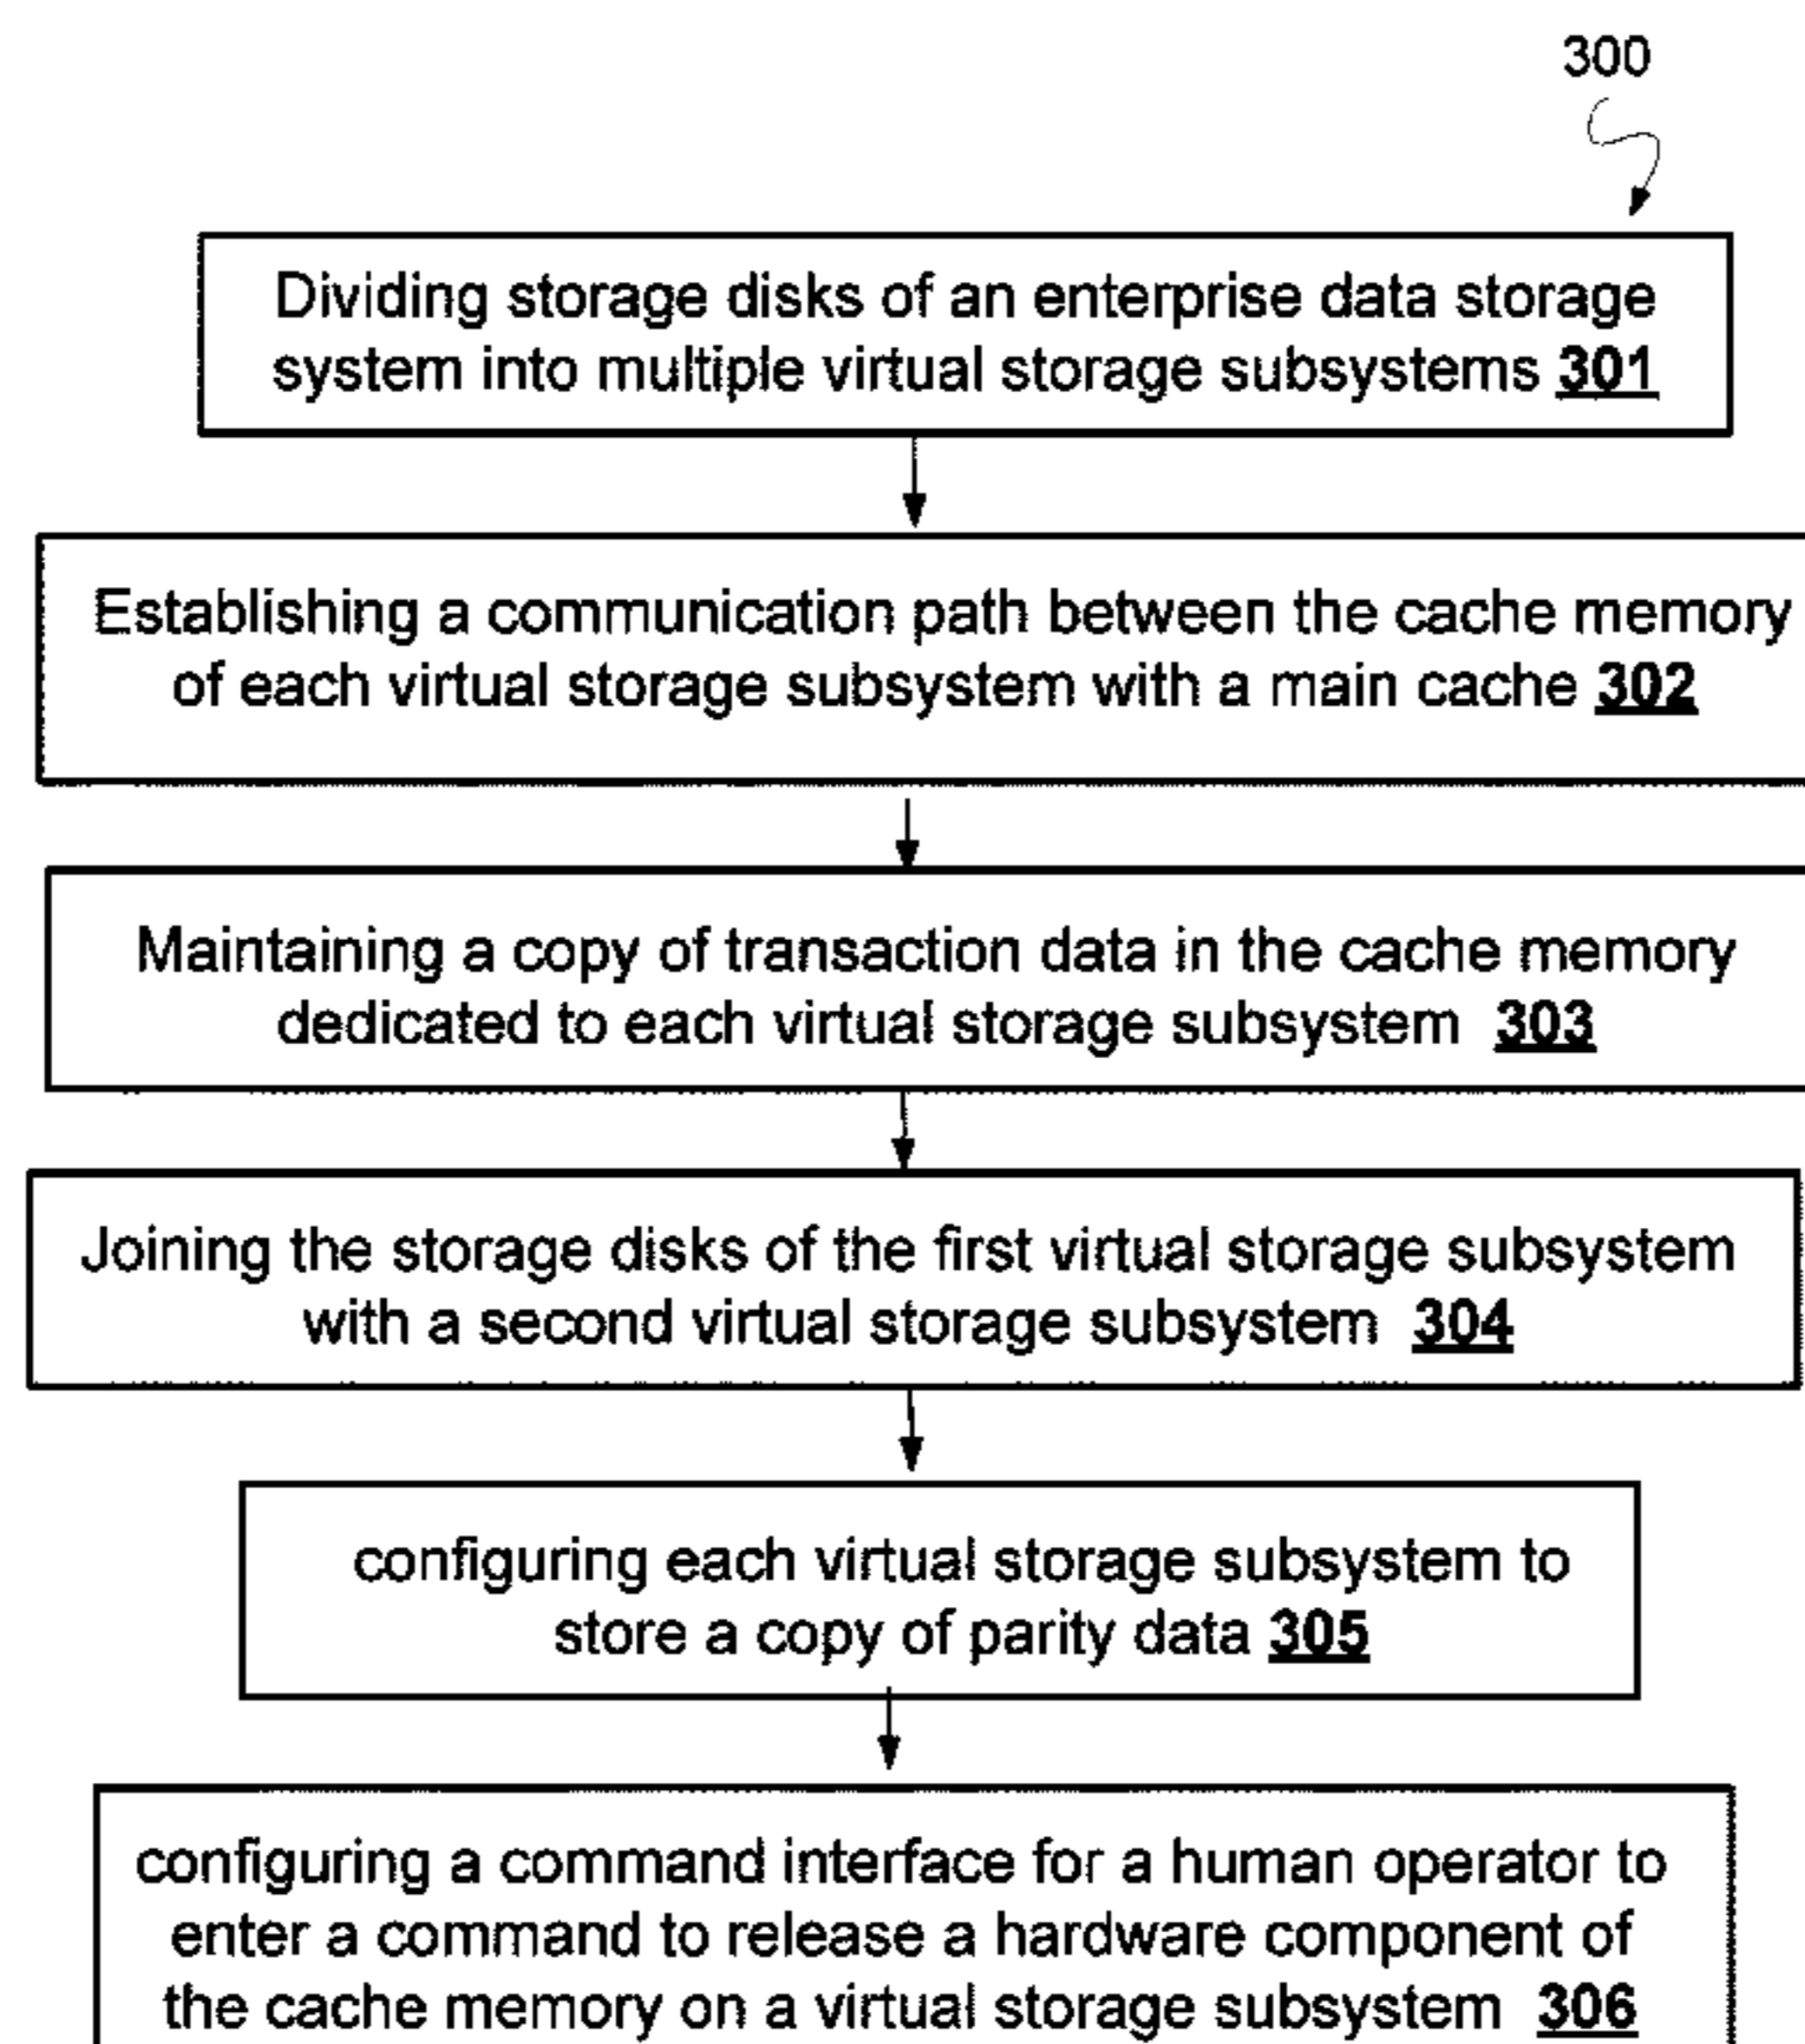 300
Dividing storage disks of an enterprise data storage
system into multiple virtual storage subsystems 301
Establishing a communication path between the cache memory
of each virtual storage subsystem with a main cache 302
Maintaining a copy of transaction data in the cache memory
dedicated to each virtual storage subsystem 303
Joining the storage disks of the first virtual storage subsystem
with a second virtual storage subsystem 304
configuring each virtual storage subsystem to
store a copy of parity data 305
configuring a command interface for a human operator to
enter a command to release a hardware component of
the cache memory on a virtual storage subsystem 306